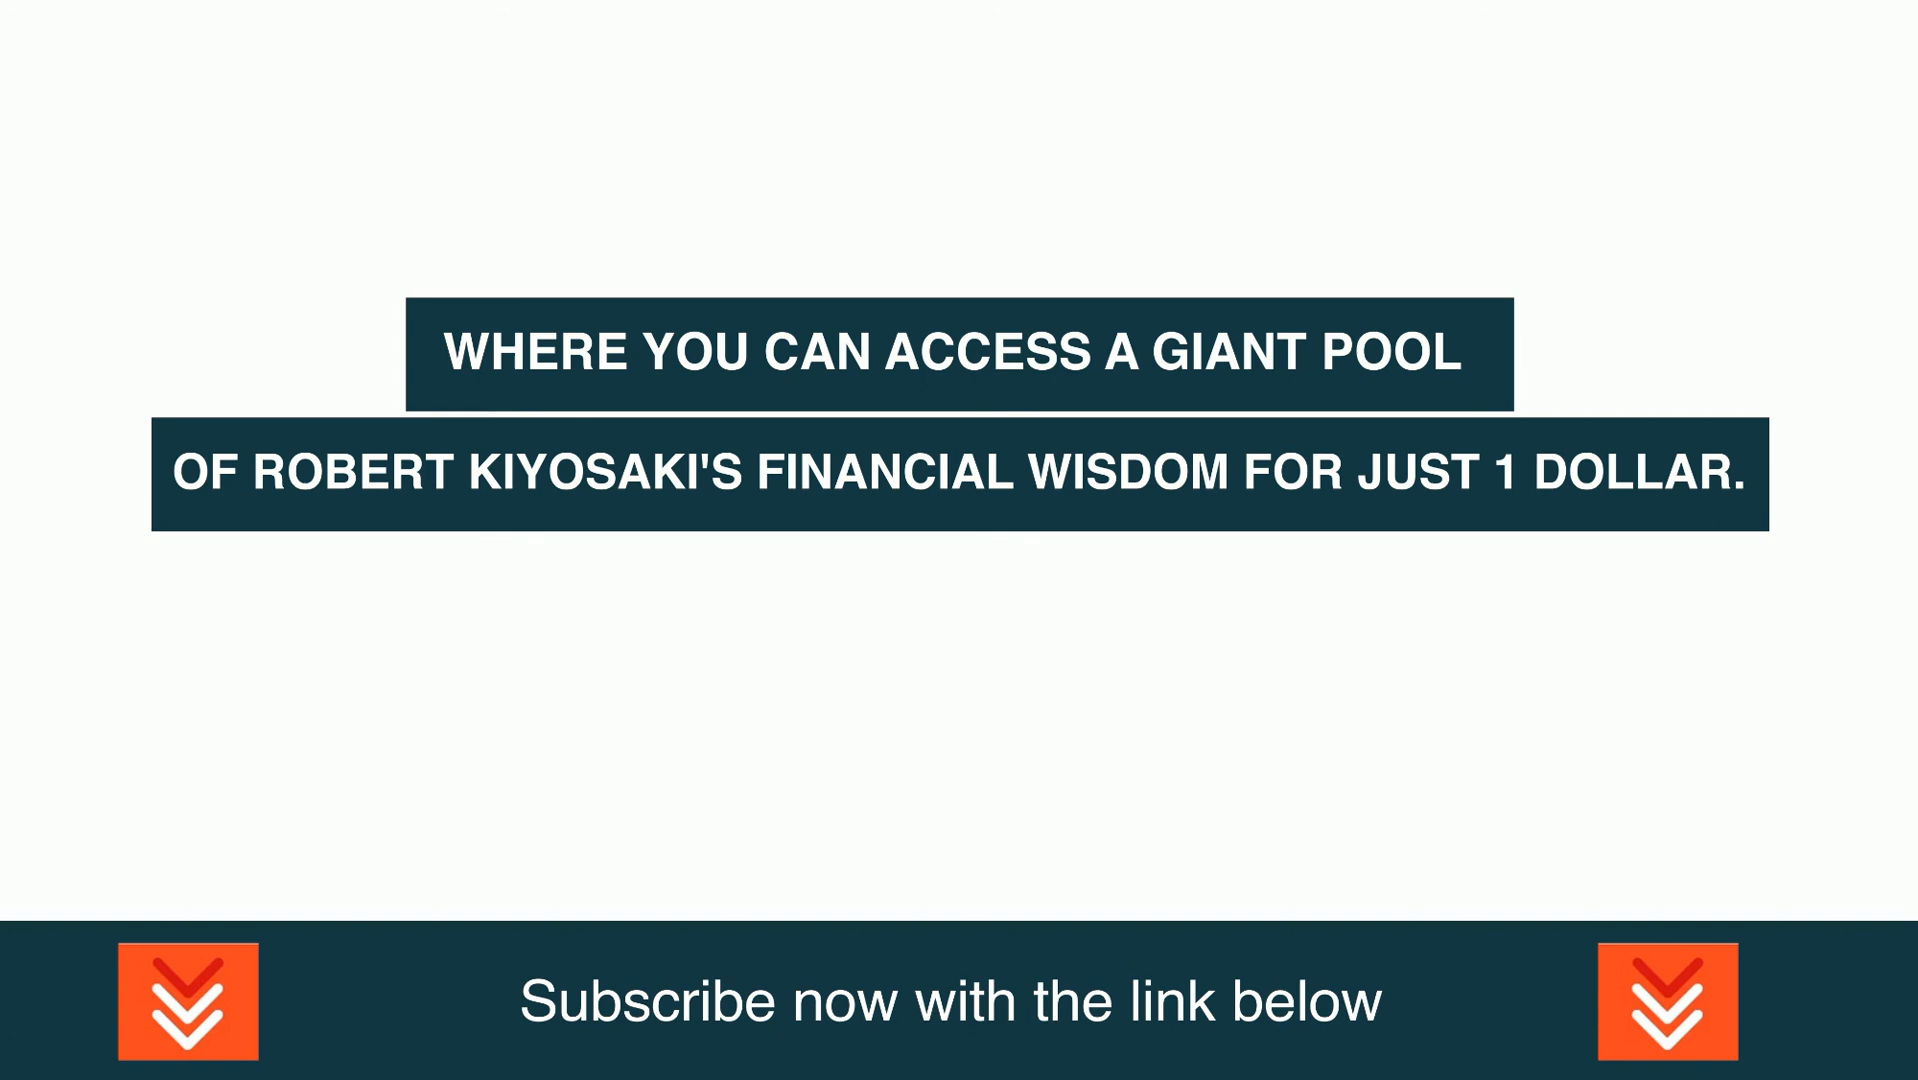 WHERE YOU CAN ACCESS A GIANT POOL
OF ROBERT KIYOSAKI'S FINANCIAL WISDOM FOR JUST 1 DOLLAR.
Subscribe now with the link below